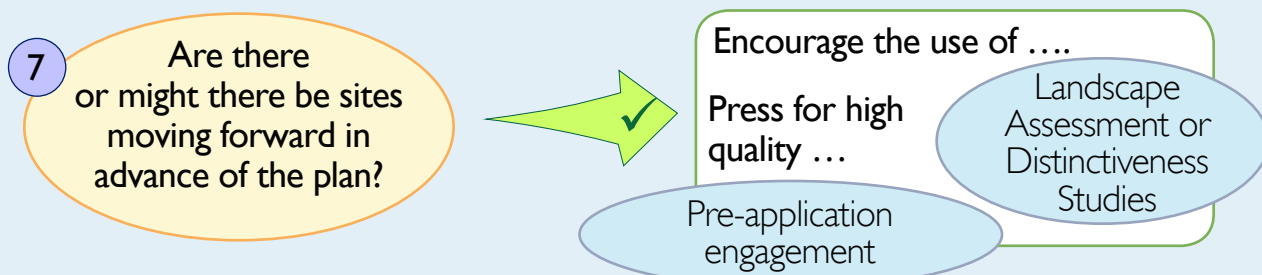 7
Are there
or might there be sites
moving forward in
advance of the plan?
Encourage the use of ....
Landscape
Assessment or
Distinctiveness
Studies
Press for high
quality ...
Pre-application
engagement